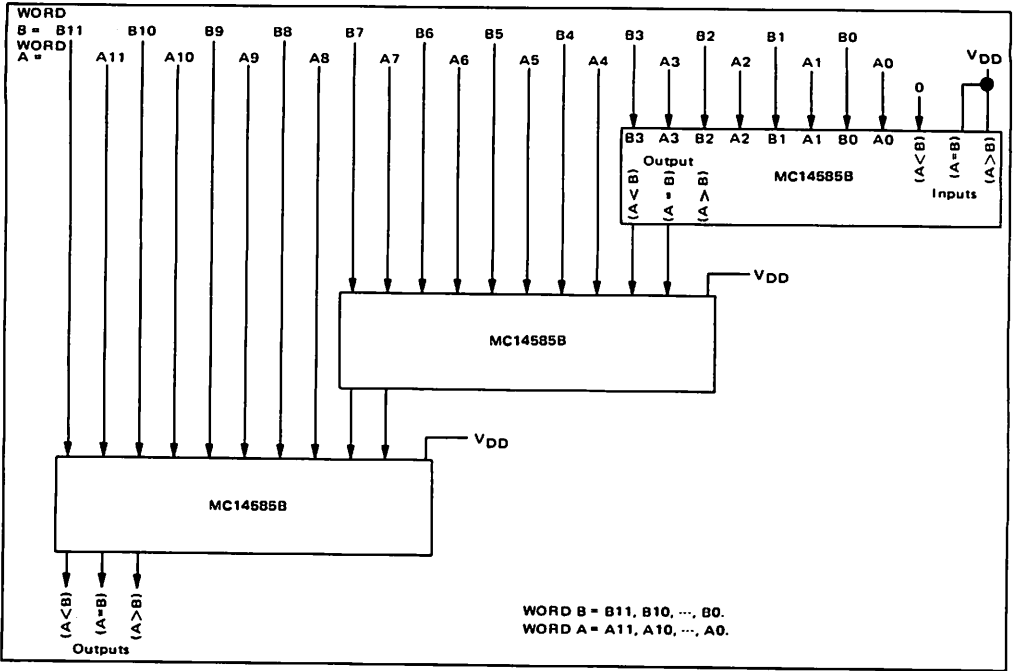 WORD
B = B11 B10 B9 B8 B7 B6 B5 B4 B3 B2 B1 B0
WORD
A = A11 A10 A9 A8 A7 A6 A5 A4 A3 A2 A1 A0
0
VDD
B3 A3 B2 A2 B1 A1 B0 A0 (A<B) (A=B) (A>B)
Output
MC14585B
Inputs
(A<B) (A=B) (A>B)
VDD
MC14585B
VDD
MC14585B
(A<B) (A=B) (A>B)
Outputs
WORD B = B11, B10, ..., B0.
WORD A = A11, A10, ..., A0.